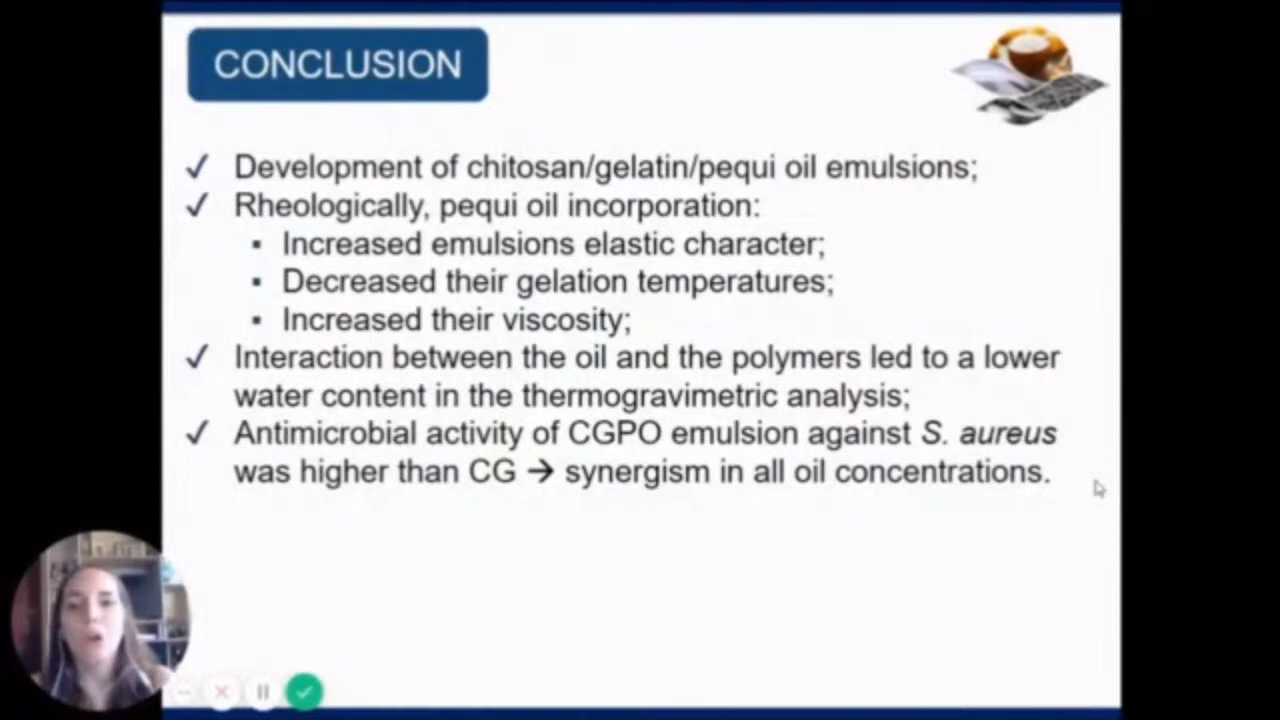 CONCLUSION
✓ Development of chitosan/gelatin/pequi oil emulsions;
✓ Rheologically, pequi oil incorporation:
▪ Increased emulsions elastic character;
▪ Decreased their gelation temperatures;
▪ Increased their viscosity;
✓ Interaction between the oil and the polymers led to a lower
water content in the thermogravimetric analysis;
✓ Antimicrobial activity of CGPO emulsion against S. aureus
was higher than CG → synergism in all oil concentrations.